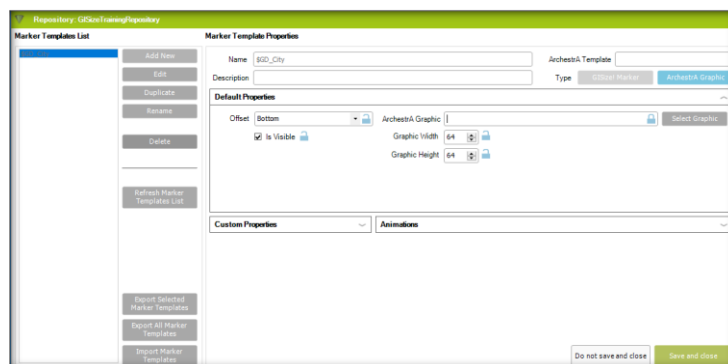 Repository: GISizeTrainingRepository
Marker Templates List
Add New
Edit
Duplicate
Rename
Delete
Refresh Marker
Templates List
Export Selected
Marker Templates
Export All Marker
Templates
Import Marker
Templates
Marker Template Properties
Name $GD_City
ArchestrA Template
Description
Type GISizel Marker ArchestrA Graphic
Default Properties
Offset Bottom
ArchestrA Graphic
Select Graphic
Is Visible
Graphic Width 64
Graphic Height 64
Custom Properties
Animations
Do not save and close
Save and close